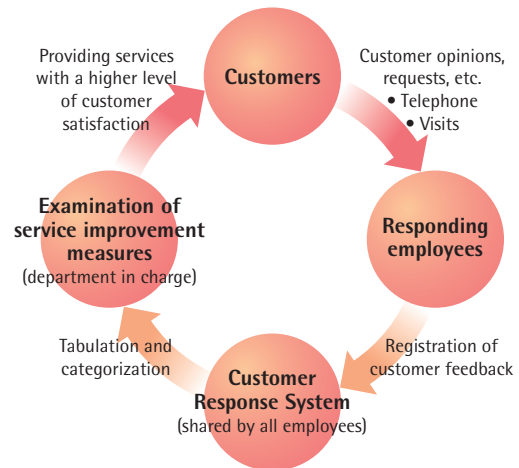 Customers
Customer opinions,
requests, etc.
• Telephone
• Visits
Responding
employees
Registration of
customer feedback
Customer
Response System
(shared by all employees)
Tabulation and
categorization
Examination of
service improvement
measures
(department in charge)
Providing services
with a higher level
of customer
satisfaction